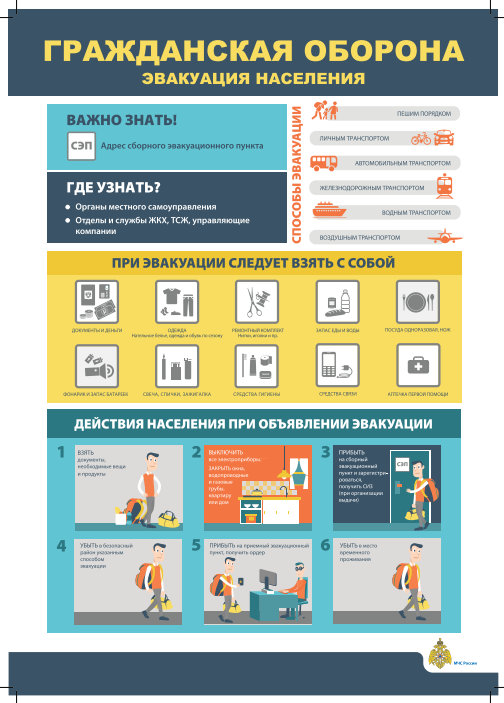 ГРАЖДАНСКАЯ ОБОРОНА
ЭВАКУАЦИЯ НАСЕЛЕНИЯ
ВАЖНО ЗНАТЬ!
СЭП
Адрес сборного эвакуационного пункта
ГДЕ УЗНАТЬ?
● Органы местного самоуправления
● Отделы и службы ЖКХ, ТСЖ, управляющие
компании
СПОСОБЫ ЭВАКУАЦИИ
ПЕШИМ ПОРЯДКОМ
ЛИЧНЫМ ТРАНСПОРТОМ
АВТОМОБИЛЬНЫМ ТРАНСПОРТОМ
ЖЕЛЕЗНОДОРОЖНЫМ ТРАНСПОРТОМ
ВОДНЫМ ТРАНСПОРТОМ
ВОЗДУШНЫМ ТРАНСПОРТОМ
ПРИ ЭВАКУАЦИИ СЛЕДУЕТ ВЗЯТЬ С СОБОЙ
ДОКУМЕНТЫ И ДЕНЬГИ
ОДЕЖДА
Нательное белье, одежда и обувь по сезону
РЕМОНТНЫЙ КОМПЛЕКТ
Нитки, иголки и пр.
ЗАПАС ЕДЫ И ВОДЫ
ПОСУДА ОДНОРАЗОВАЯ, НОЖ
ФОНАРИК И ЗАПАС БАТАРЕЕК
СВЕЧА, СПИЧКИ, ЗАЖИГАЛКА
СРЕДСТВА ГИГИЕНЫ
СРЕДСТВА СВЯЗИ
АПТЕЧКА ПЕРВОЙ ПОМОЩИ
ДЕЙСТВИЯ НАСЕЛЕНИЯ ПРИ ОБЪЯВЛЕНИИ ЭВАКУАЦИИ
1
ВЗЯТЬ
документы,
необходимые вещи
и продукты
2
ВЫКЛЮЧИТЬ
все электроприборы.
ЗАКРЫТЬ окна,
водопроводные
и газовые
трубы,
квартиру
или дом
3
ПРИБЫТЬ
на сборный
эвакуационный
пункт и зарегистри-
роваться,
получить СИЗ
(при организации
выдачи)
СЭП
4
УБЫТЬ в безопасный
район указанным
способом
эвакуации
5
ПРИБЫТЬ на приемный эвакуационный
пункт, получить ордер
6
УБЫТЬ в место
временного
проживания
МЧС России